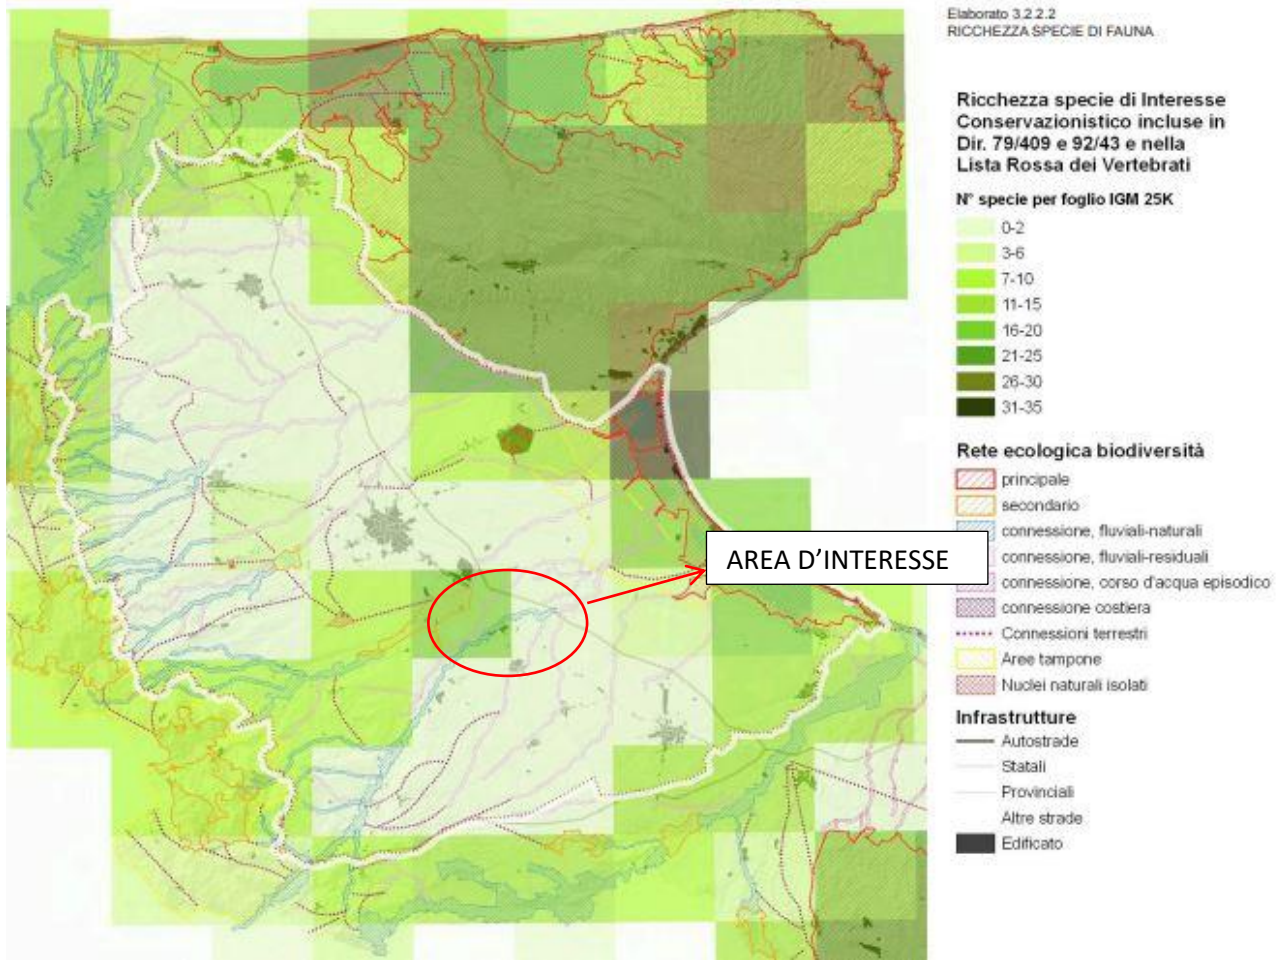 Elaborato 3.2.2.2
RICCHEZZA SPECIE DI FAUNA
Ricchezza specie di Interesse
Conservazionistico incluse in
Dir. 79/409 e 92/43 e nella
Lista Rossa dei Vertebrati
N° specie per foglio IGM 25K
0-2
3-6
7-10
11-15
16-20
21-25
26-30
31-35
Rete ecologica biodiversità
principale
secondario
connessione, fluviali-naturali
connessione, fluviali-residuali
connessione, corso d'acqua episodico
connessione costiera
Connessioni terrestri
Aree tampone
Nuclei naturali isolati
Infrastrutture
Autostrade
Statali
Provinciali
Altre strade
Edificato
AREA D'INTERESSE